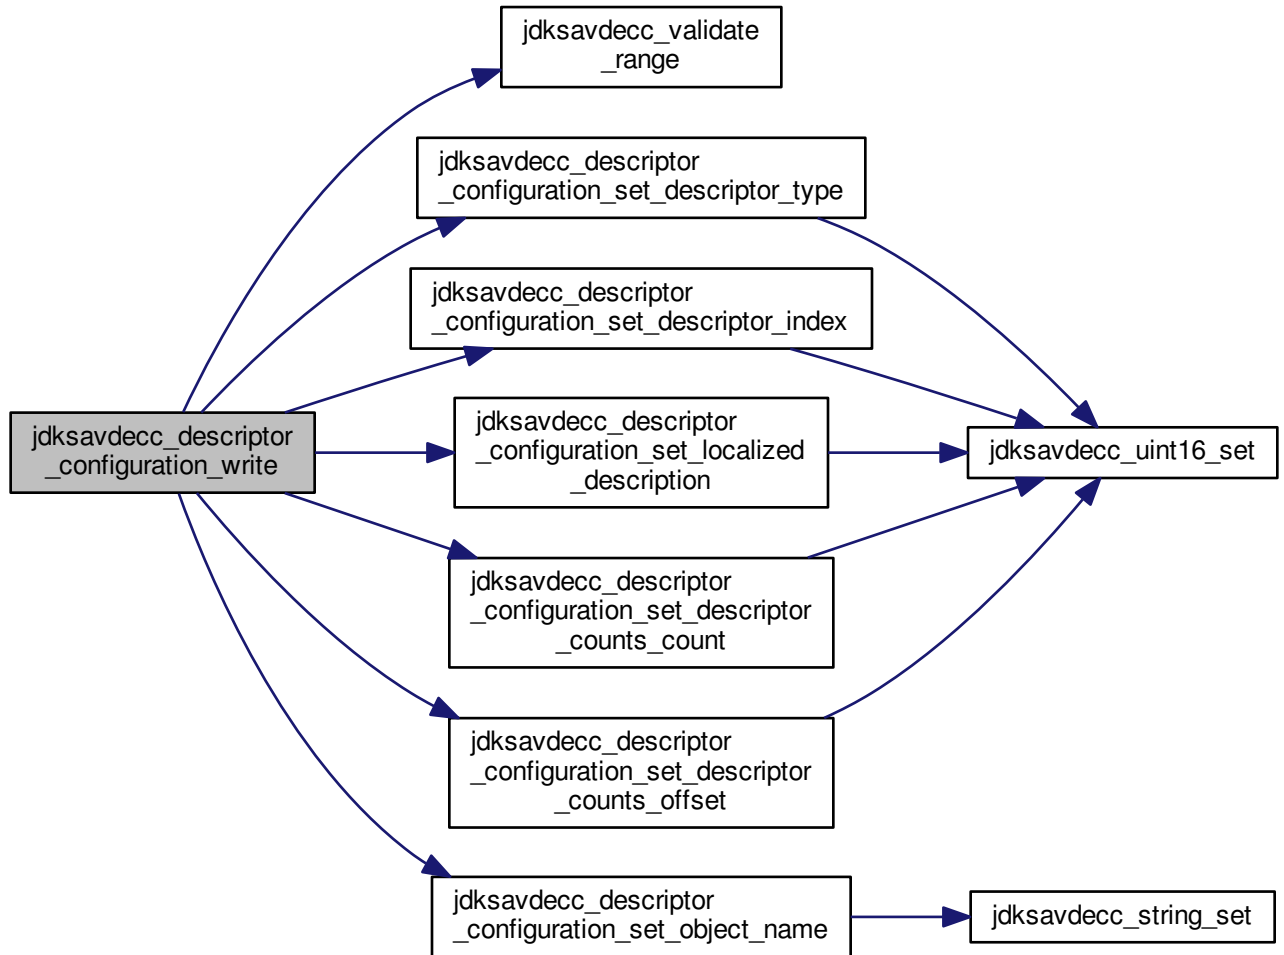 jdksavdecc_validate
_range
jdksavdecc_descriptor
_configuration_set_descriptor_type
jdksavdecc_descriptor
_configuration_set_descriptor_index
jdksavdecc_descriptor
_configuration_write
jdksavdecc_descriptor
_configuration_set_localized
_description
jdksavdecc_uint16_set
jdksavdecc_descriptor
_configuration_set_descriptor
_counts_count
jdksavdecc_descriptor
_configuration_set_descriptor
_counts_offset
jdksavdecc_descriptor
_configuration_set_object_name
jdksavdecc_string_set